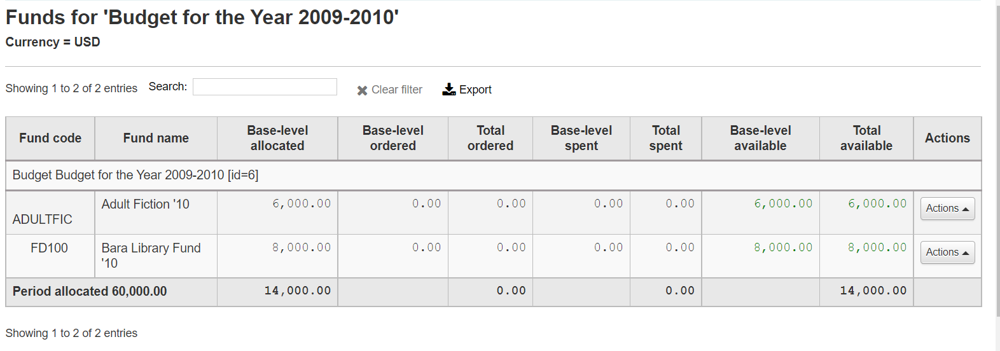 Funds for 'Budget for the Year 2009-2010'
Currency = USD
Showing 1 to 2 of 2 entries Search: Clear filter Export
Fund code Fund name Base-level allocated Base-level ordered Total ordered Base-level spent Total spent Base-level available Total available Actions
Budget Budget for the Year 2009-2010 [id=6]
ADULTFIC Adult Fiction '10 6,000.00 0.00 0.00 0.00 0.00 6,000.00 6,000.00 Actions
FD100 Bara Library Fund '10 8,000.00 0.00 0.00 0.00 0.00 8,000.00 8,000.00 Actions
Period allocated 60,000.00 14,000.00 0.00 0.00 14,000.00
Showing 1 to 2 of 2 entries